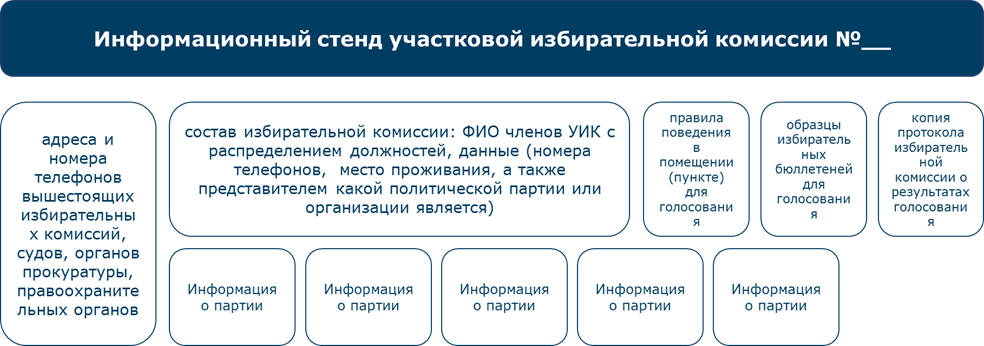 Информационный стенд участковой избирательной комиссии №__
адреса и
номера
телефонов
вышестоящих
избирательны
х комиссий,
судов, органов
прокуратуры,
правоохраните
льных органов
состав избирательной комиссии: ФИО членов УИК с
распределением должностей, данные (номера
телефонов, место проживания, а также
представителем какой политической партии или
организации является)
правила
поведения
в
помещении
(пункте)
для
голосовани
я
образцы
избиратель
ных
бюллетеней
для
голосовани
я
копия
протокола
избиратель
ной
комиссии о
результатах
голосовани
я
Информация
о партии
Информация
о партии
Информация
о партии
Информация
о партии
Информация
о партии